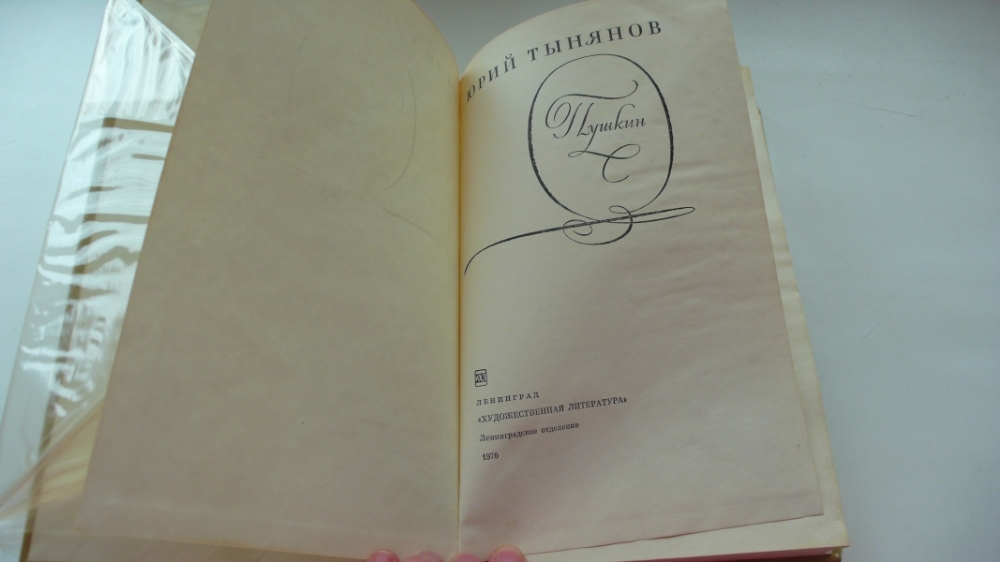 ЮРИЙ ТЫНЯНОВ
Пушкин
ЛЕНИНГРАД
«ХУДОЖЕСТВЕННАЯ ЛИТЕРАТУРА»
Ленинградское отделение
1976